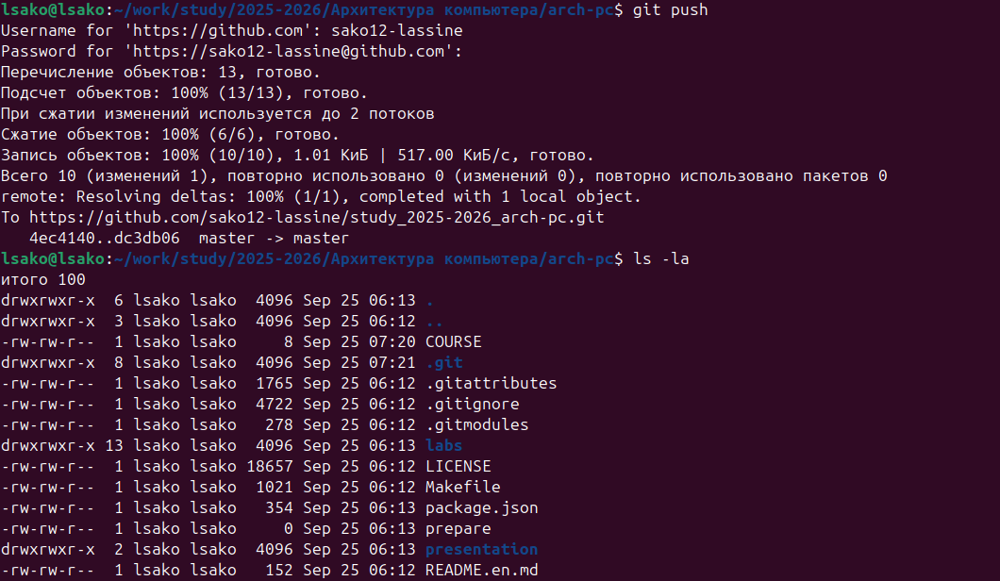 lsako@lsako:~/work/study/2025-2026/Архитектура компьютера/arch-pc$ git push
Username for 'https://github.com': sako12-lassine
Password for 'https://sako12-lassine@github.com':
Перечисление объектов: 13, готово.
Подсчет объектов: 100% (13/13), готово.
При сжатии изменений используется до 2 потоков
Сжатие объектов: 100% (6/6), готово.
Запись объектов: 100% (10/10), 1.01 КиБ | 517.00 КиБ/с, готово.
Всего 10 (изменений 1), повторно использовано 0 (изменений 0), повторно использовано пакетов 0
remote: Resolving deltas: 100% (1/1), completed with 1 local object.
To https://github.com/sako12-lassine/study_2025-2026_arch-pc.git
   4ec4140..dc3db06  master -> master
lsako@lsako:~/work/study/2025-2026/Архитектура компьютера/arch-pc$ ls -la
итого 100
drwxrwxr-x  6 lsako lsako  4096 Sep 25 06:13 .
drwxrwxr-x  3 lsako lsako  4096 Sep 25 06:12 ..
-rw-rw-r--  1 lsako lsako     8 Sep 25 07:20 COURSE
drwxrwxr-x  8 lsako lsako  4096 Sep 25 07:21 .git
-rw-rw-r--  1 lsako lsako  1765 Sep 25 06:12 .gitattributes
-rw-rw-r--  1 lsako lsako  4722 Sep 25 06:12 .gitignore
-rw-rw-r--  1 lsako lsako   278 Sep 25 06:12 .gitmodules
drwxrwxr-x 13 lsako lsako  4096 Sep 25 06:13 labs
-rw-rw-r--  1 lsako lsako 18657 Sep 25 06:12 LICENSE
-rw-rw-r--  1 lsako lsako  1021 Sep 25 06:12 Makefile
-rw-rw-r--  1 lsako lsako   354 Sep 25 06:13 package.json
-rw-rw-r--  1 lsako lsako     0 Sep 25 06:13 prepare
drwxrwxr-x  2 lsako lsako  4096 Sep 25 06:13 presentation
-rw-rw-r--  1 lsako lsako   152 Sep 25 06:12 README.en.md